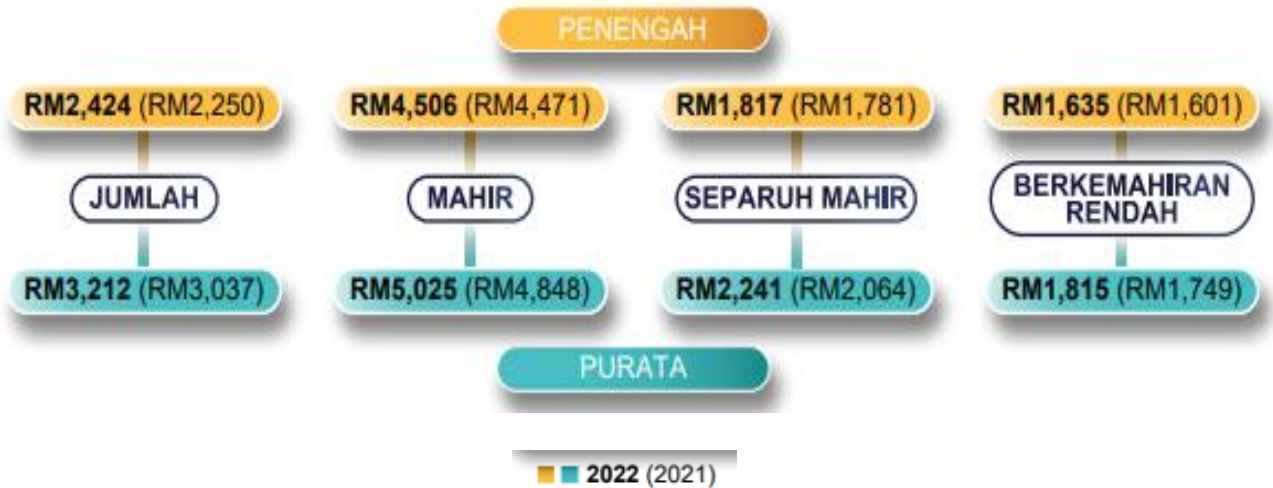 PENENGAH
RM2,424 (RM2,250)
RM4,506 (RM4,471)
RM1,817 (RM1,781)
RM1,635 (RM1,601)
JUMLAH
MAHIR
SEPARUH MAHIR
BERKEMAHIRAN
RENDAH
RM3,212 (RM3,037)
RM5,025 (RM4,848)
RM2,241 (RM2,064)
RM1,815 (RM1,749)
PURATA
2022 (2021)